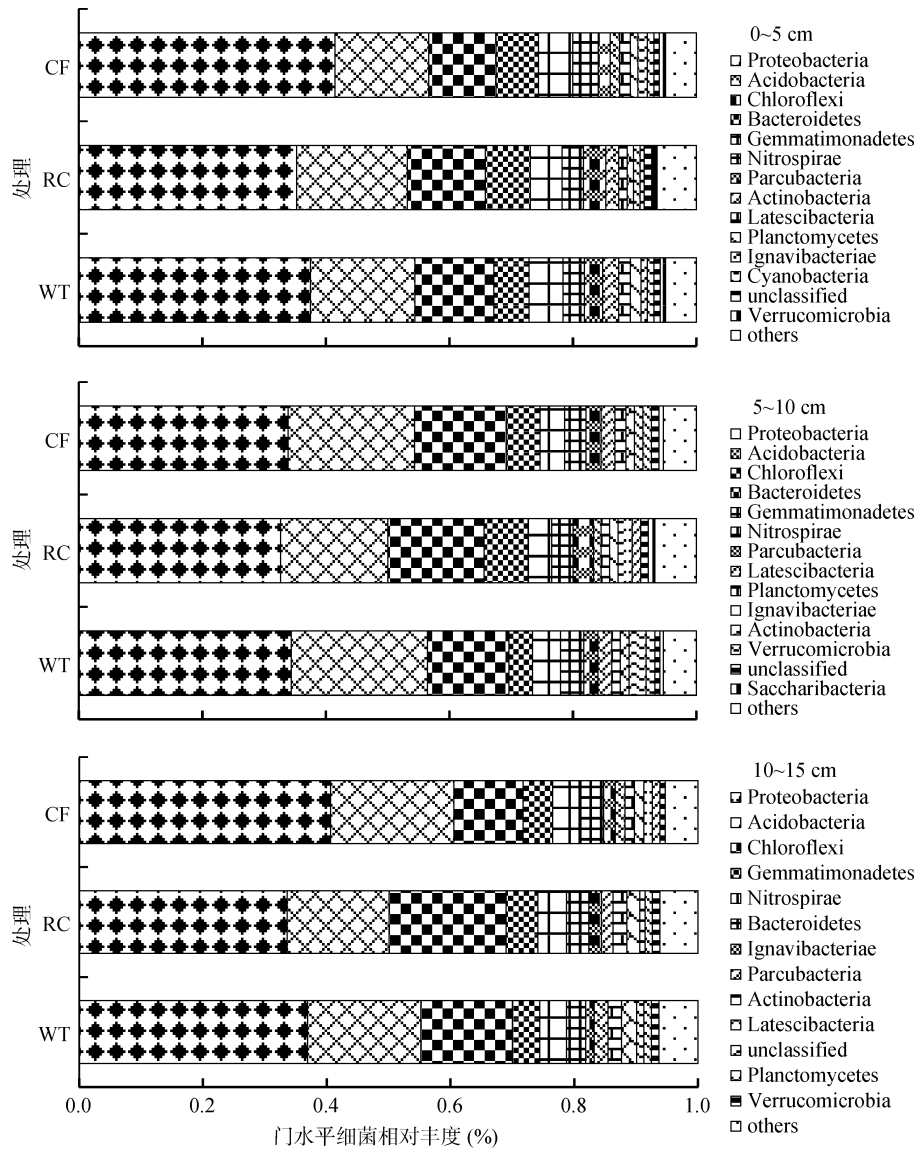 0~5 cm
CF
RC
WT
处理
Proteobacteria
Acidobacteria
Chloroflexi
Bacteroidetes
Gemmatimonadetes
Nitrospirae
Parcubacteria
Actinobacteria
Latescibacteria
Planctomycetes
Ignavibacteriae
Cyanobacteria
unclassified
Verrucomicrobia
others
5~10 cm
CF
RC
WT
处理
Proteobacteria
Acidobacteria
Chloroflexi
Bacteroidetes
Gemmatimonadetes
Nitrospirae
Parcubacteria
Latescibacteria
Planctomycetes
Ignavibacteriae
Actinobacteria
Verrucomicrobia
unclassified
Saccharibacteria
others
10~15 cm
CF
RC
WT
处理
Proteobacteria
Acidobacteria
Chloroflexi
Gemmatimonadetes
Nitrospirae
Bacteroidetes
Ignavibacteriae
Parcubacteria
Actinobacteria
Latescibacteria
unclassified
Planctomycetes
Verrucomicrobia
others
0.0 0.2 0.4 0.6 0.8 1.0
门水平细菌相对丰度 (%)